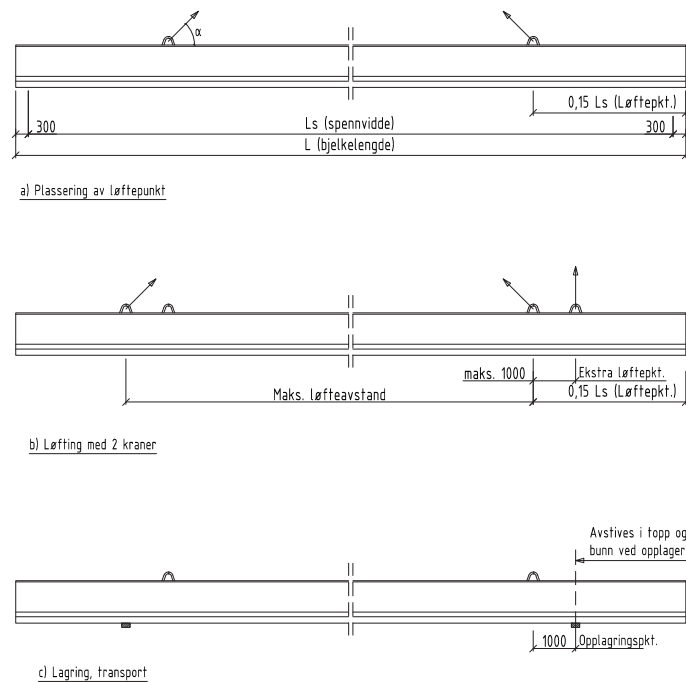 α
0,15 Ls (Løftepkt.)
300
Ls (spennvidde)
300
L (bjelkelengde)
a) Plassering av løftepunkt
maks. 1000
Ekstra løftepkt.
Maks. løfteavstand
0,15 Ls (Løftepkt.)
b) Løfting med 2 kraner
Avstives i topp og
bunn ved opplager
1000
Opplagringspkt.
c) Lagring, transport